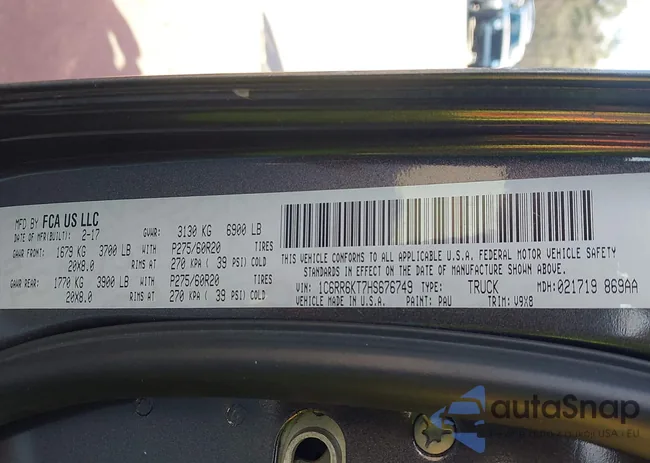 MFD BY FCA US LLC
DATE OF MFR(BUILT): 2-17 GVWR: 3130 KG 6900 LB
GAWR FRONT: 1679 KG 3700 LB WITH P275/60R20 TIRES
20X8.0 RIMS AT 270 KPA ( 39 PSI) COLD
GAWR REAR: 1770 KG 3900 LB WITH P275/60R20 TIRES
20X8.0 RIMS AT 270 KPA ( 39 PSI) COLD
THIS VEHICLE CONFORMS TO ALL APPLICABLE U.S.A. FEDERAL MOTOR VEHICLE SAFETY
STANDARDS IN EFFECT ON THE DATE OF MANUFACTURE SHOWN ABOVE.
VIN: 1C6RR6KT7HS676749 TYPE: TRUCK MDH: 021719 869AA
VEHICLE MADE IN U.S.A. PAINT: PAU TRIM: V9X8
autaSnap